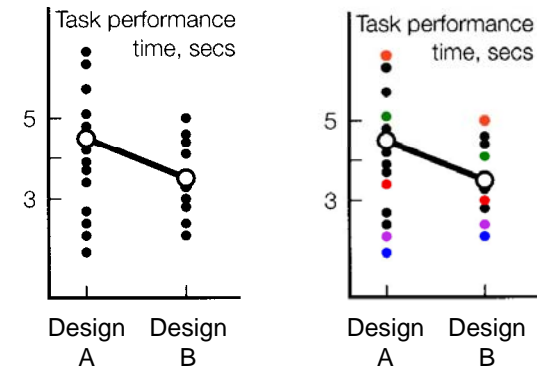 Task performance
time, secs
5
3
Design Design
A B
Task performance
time, secs
5
3
Design Design
A B